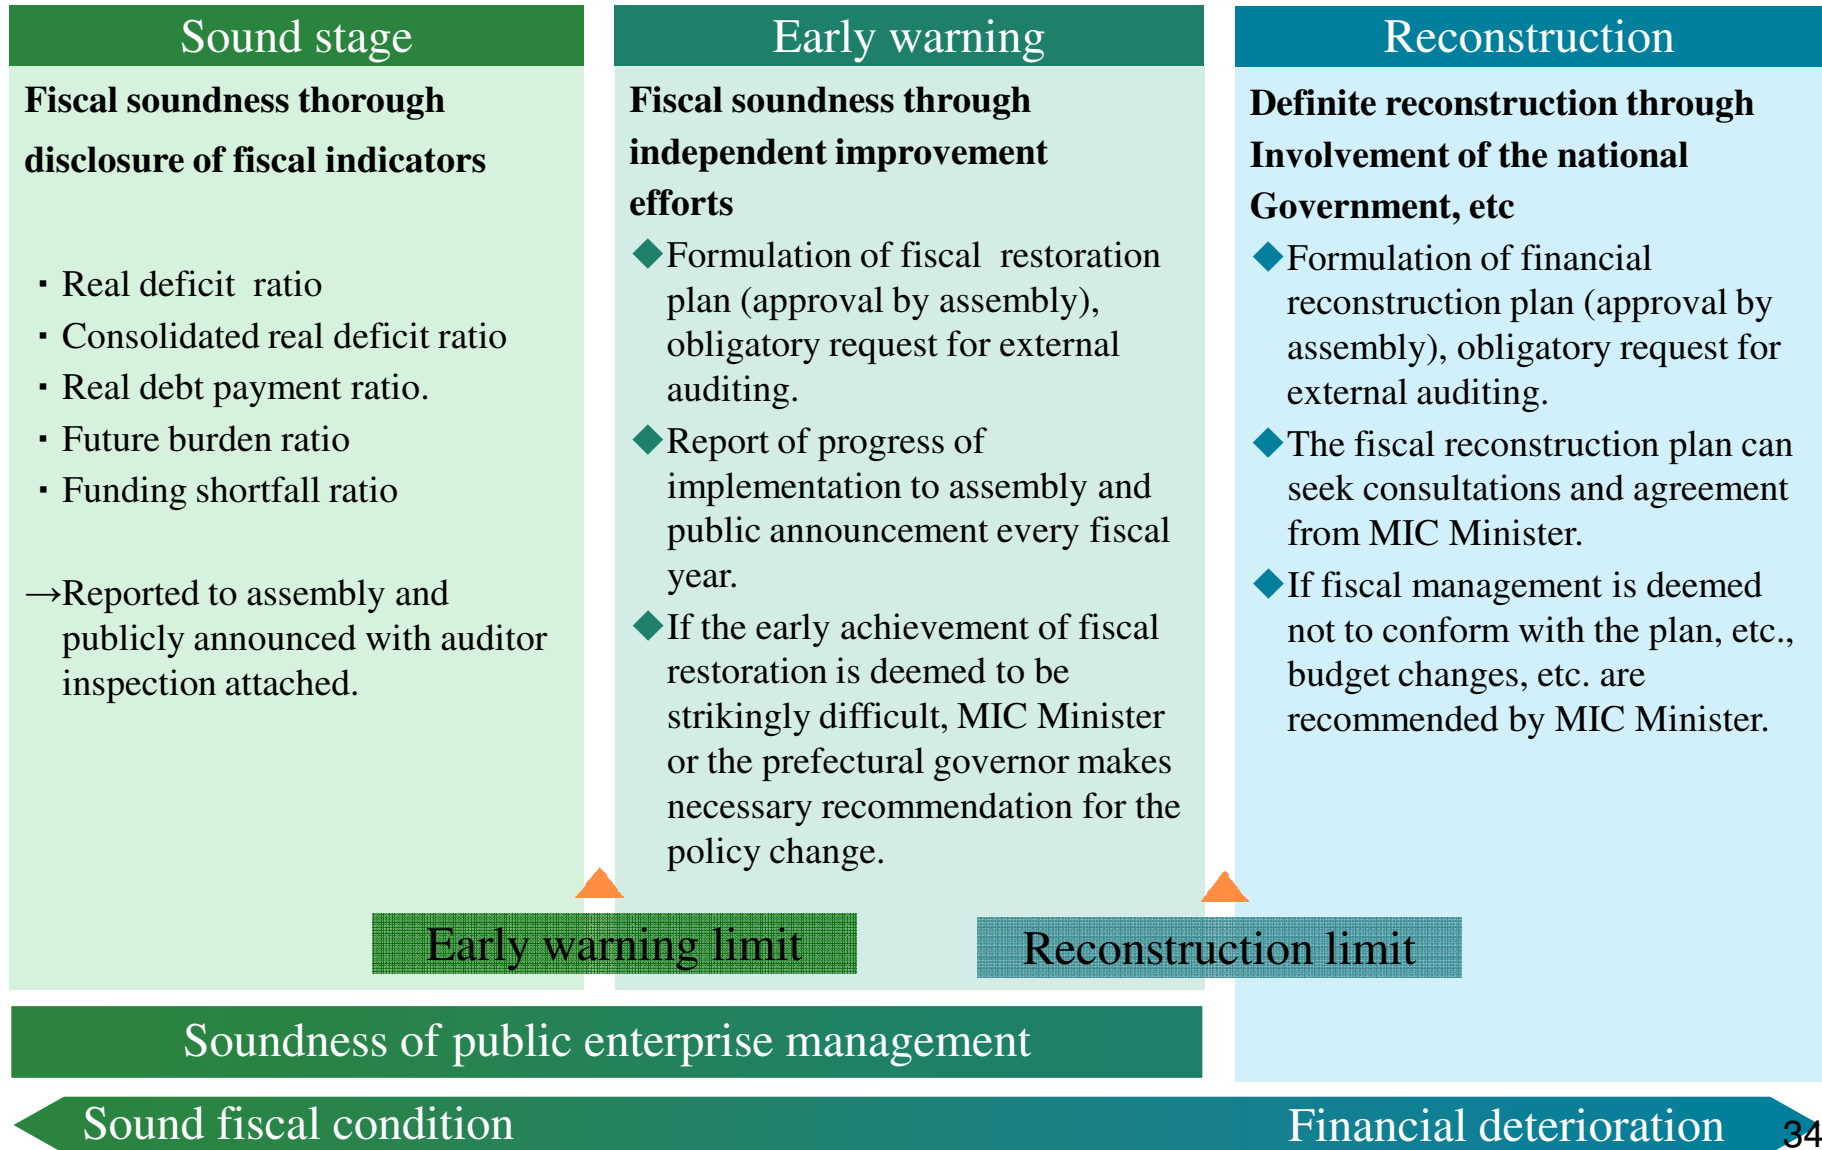 Sound stage
Fiscal soundness thorough
disclosure of fiscal indicators
・Real deficit ratio
・Consolidated real deficit ratio
・Real debt payment ratio.
・Future burden ratio
・Funding shortfall ratio
→Reported to assembly and
publicly announced with auditor
inspection attached.
Early warning
Fiscal soundness through
independent improvement
efforts
◆Formulation of fiscal restoration
plan (approval by assembly),
obligatory request for external
auditing.
◆Report of progress of
implementation to assembly and
public announcement every fiscal
year.
◆If the early achievement of fiscal
restoration is deemed to be
strikingly difficult, MIC Minister
or the prefectural governor makes
necessary recommendation for the
policy change.
Reconstruction
Definite reconstruction through
Involvement of the national
Government, etc
◆Formulation of financial
reconstruction plan (approval by
assembly), obligatory request for
external auditing.
◆The fiscal reconstruction plan can
seek consultations and agreement
from MIC Minister.
◆If fiscal management is deemed
not to conform with the plan, etc.,
budget changes, etc. are
recommended by MIC Minister.
Early warning limit
Reconstruction limit
Soundness of public enterprise management
Sound fiscal condition
Financial deterioration
34